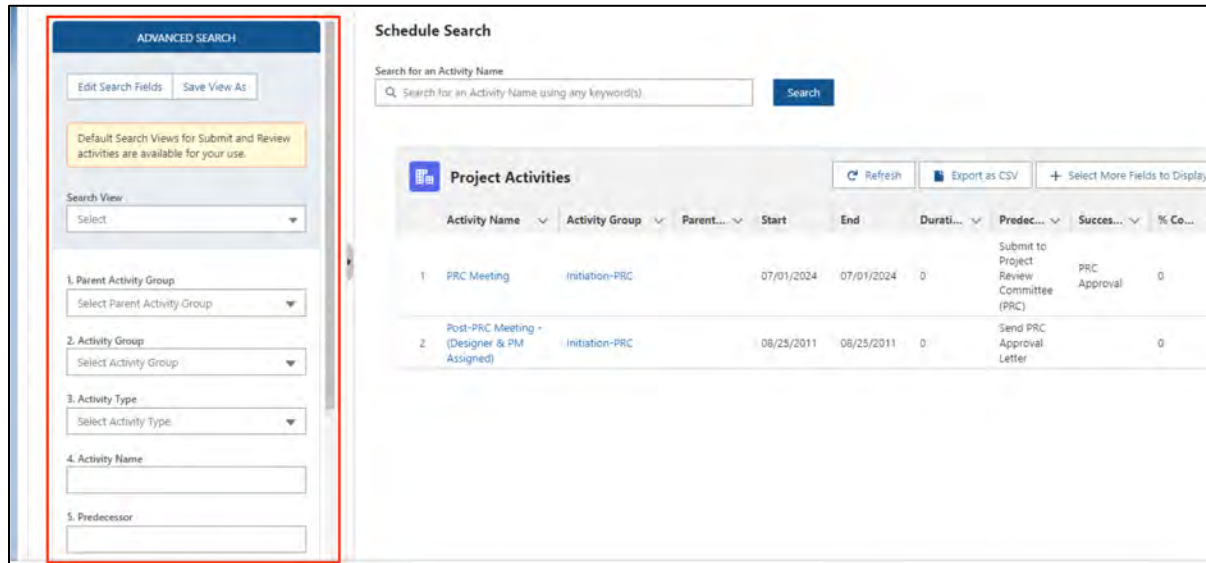 ADVANCED SEARCH
Edit Search Fields
Save View As
Default Search Views for Submit and Review
activities are available for your use.
Search View
Select
1. Parent Activity Group
Select Parent Activity Group
2. Activity Group
Select Activity Group
3. Activity Type
Select Activity Type
4. Activity Name
5. Predecessor
Schedule Search
Search for an Activity Name
Search for an Activity Name using any keyword(s)
Search
Project Activities
Refresh
Export as CSV
+ Select More Fields to Display
Activity Name
Activity Group
Parent...
Start
End
Durati...
Predec...
Succes...
% Co...
1
PRC Meeting
Initiation-PRC
07/01/2024
07/01/2024
0
Submit to
Project
Review
Committee
(PRC)
PRC
Approval
0
2
Post-PRC Meeting -
(Designer & PM
Assigned)
Initiation-PRC
08/25/2011
08/25/2011
0
Send PRC
Approval
Letter
0